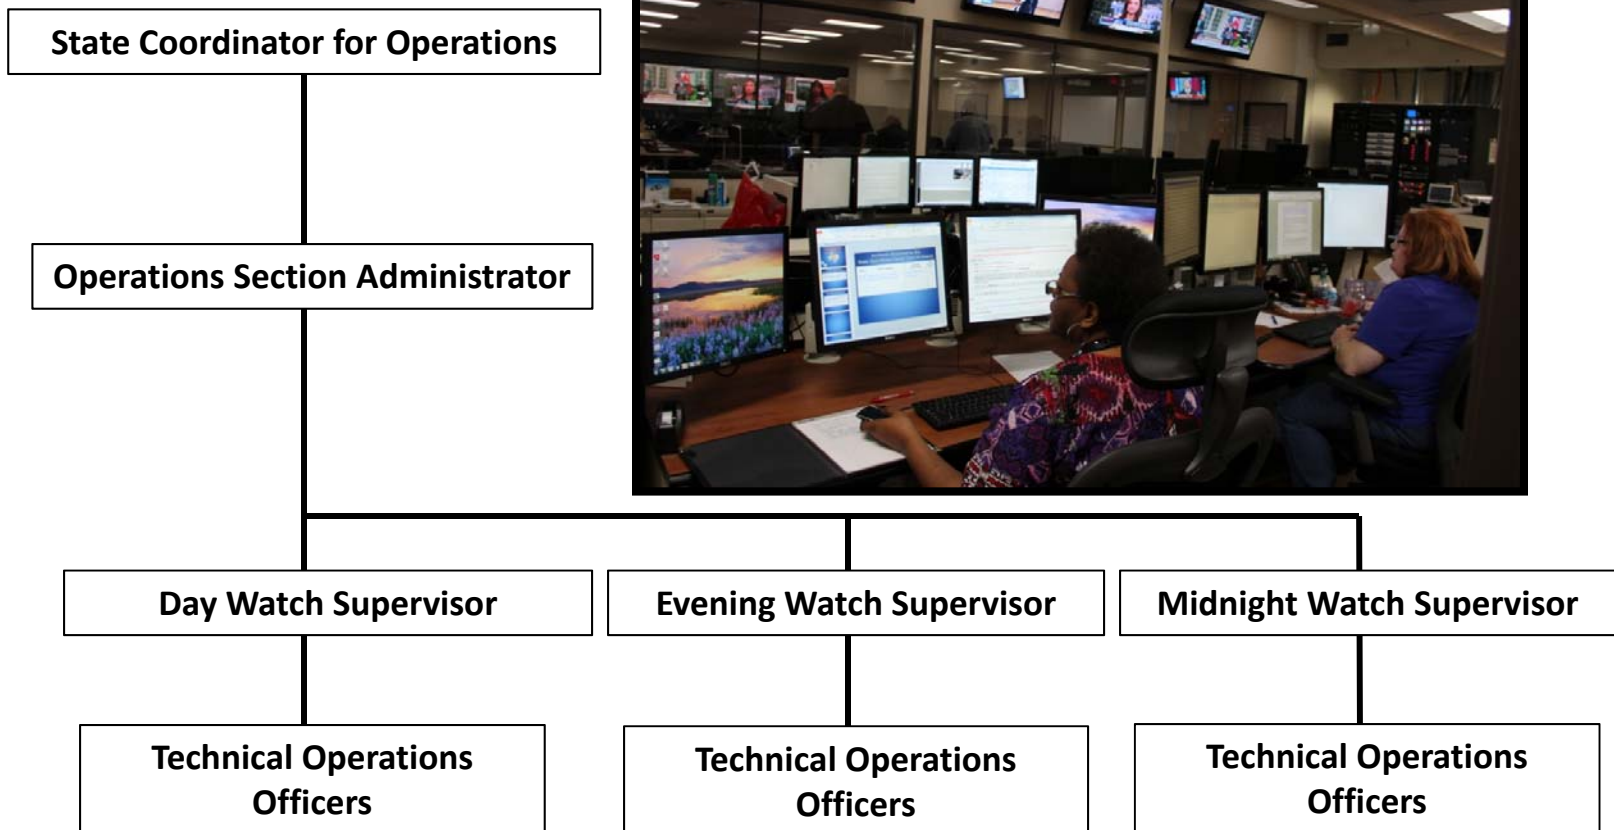 State Coordinator for Operations
Operations Section Administrator
Day Watch Supervisor
Evening Watch Supervisor
Midnight Watch Supervisor
Technical Operations
Officers
Technical Operations
Officers
Technical Operations
Officers